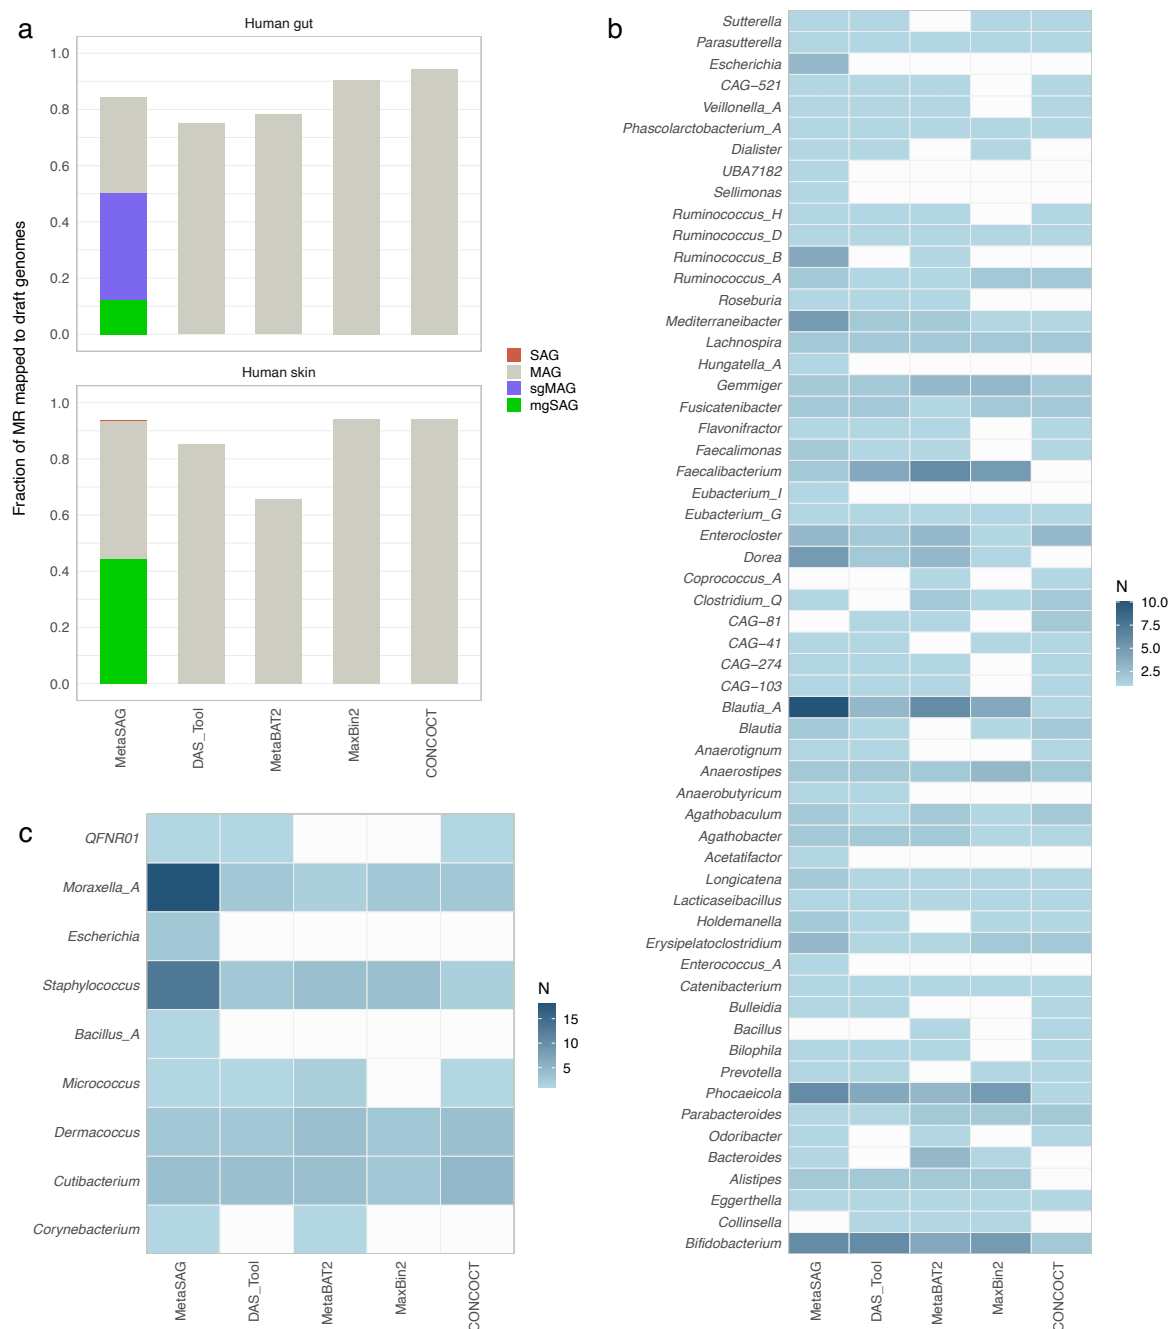 a
Human gut
1.0
0.8
0.6
0.4
0.2
0.0
Human skin
1.0
0.8
0.6
0.4
0.2
0.0
Fraction of MR mapped to draft genomes
MetaSAG
DAS_Tool
MetaBAT2
MaxBin2
CONCOCT
SAG
MAG
sgMAG
mgSAG
b
Sutterella
Parasutterella
Escherichia
CAG−521
Veillonella_A
Phascolarctobacterium_A
Dialister
UBA7182
Sellimonas
Ruminococcus_H
Ruminococcus_D
Ruminococcus_B
Ruminococcus_A
Roseburia
Mediterraneibacter
Lachnospira
Hungatella_A
Gemmiger
Fusicatenibacter
Flavonifractor
Faecalimonas
Faecalibacterium
Eubacterium_I
Eubacterium_G
Enterocloster
Dorea
Coprococcus_A
Clostridium_Q
CAG−81
CAG−41
CAG−274
CAG−103
Blautia_A
Blautia
Anaerotignum
Anaerostipes
Anaerobutyricum
Agathobaculum
Agathobacter
Acetatifactor
Longicatena
Lacticaseibacillus
Holdemanella
Erysipelatoclostridium
Enterococcus_A
Catenibacterium
Bulleidia
Bacillus
Bilophila
Prevotella
Phocaeicola
Parabacteroides
Odoribacter
Bacteroides
Alistipes
Eggerthella
Collinsella
Bifidobacterium
MetaSAG
DAS_Tool
MetaBAT2
MaxBin2
CONCOCT
N
10.0
7.5
5.0
2.5
c
QFNR01
Moraxella_A
Escherichia
Staphylococcus
Bacillus_A
Micrococcus
Dermacoccus
Cutibacterium
Corynebacterium
MetaSAG
DAS_Tool
MetaBAT2
MaxBin2
CONCOCT
N
15
10
5